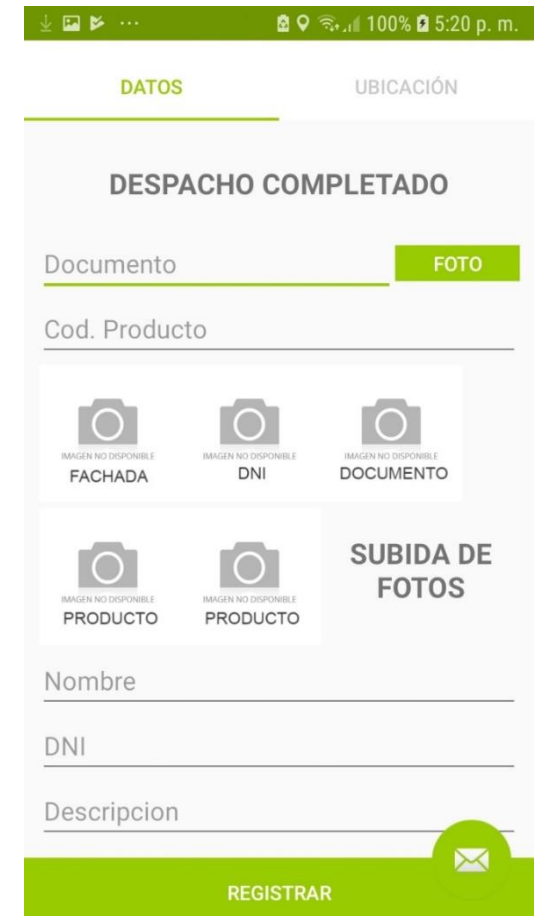 100% 5:20 p. m.
DATOS UBICACIÓN
DESPACHO COMPLETADO
Documento FOTO
Cod. Producto
IMAGEN NO DISPONIBLE IMAGEN NO DISPONIBLE IMAGEN NO DISPONIBLE
FACHADA DNI DOCUMENTO
SUBIDA DE
FOTOS
IMAGEN NO DISPONIBLE IMAGEN NO DISPONIBLE
PRODUCTO PRODUCTO
Nombre
DNI
Descripcion
REGISTRAR